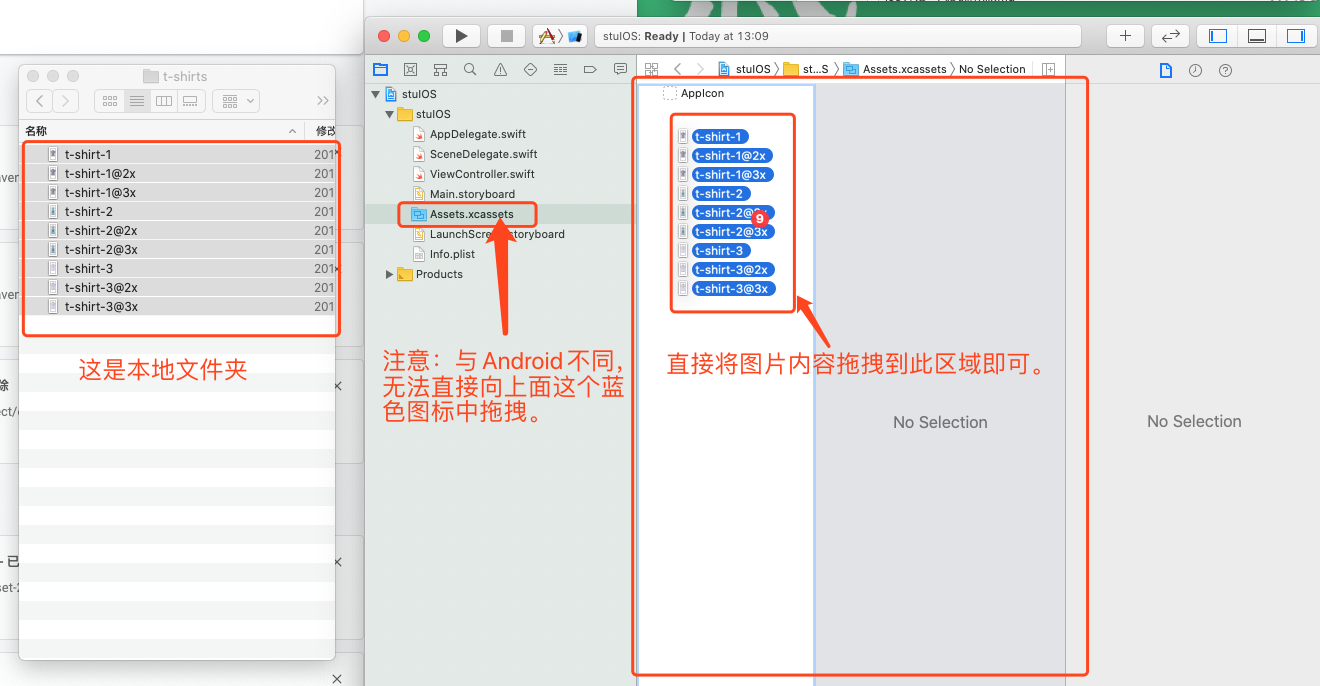 stuIOS: Ready | Today at 13:09
t-shirts
名称
修改
t-shirt-1
201
t-shirt-1@2x
201
t-shirt-1@3x
201
t-shirt-2
201
t-shirt-2@2x
201
t-shirt-2@3x
201
t-shirt-3
201
t-shirt-3@2x
201
t-shirt-3@3x
201
这是本地文件夹
stuIOS
stuIOS
AppDelegate.swift
SceneDelegate.swift
ViewController.swift
Main.storyboard
Assets.xcassets
Info.plist
Products
注意：与Android不同，
无法直接向上面这个蓝
色图标中拖拽。
stuIOS
st...S
Assets.xcassets
No Selection
AppIcon
t-shirt-1
t-shirt-1@2x
t-shirt-1@3x
t-shirt-2
9
t-shirt-2@3x
t-shirt-3
t-shirt-3@2x
t-shirt-3@3x
直接将图片内容拖拽到此区域即可。
No Selection
No Selection